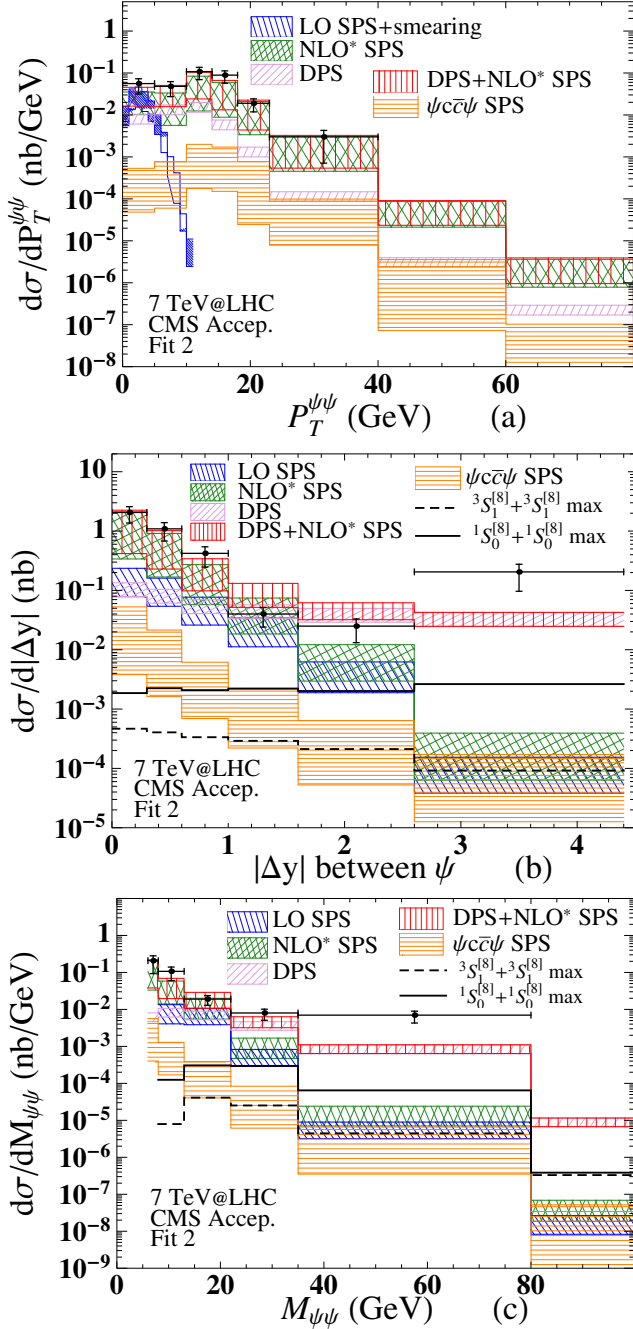 LO SPS+smearing
NLO* SPS
DPS
DPS+NLO* SPS
ψcc̅ψ SPS
10
1
10⁻¹
10⁻²
10⁻³
10⁻⁴
10⁻⁵
10⁻⁶
10⁻⁷
10⁻⁸
dσ/dP_T^ψψ (nb/GeV)
7 TeV@LHC
CMS Accep.
Fit 2
0 20 40 60
P_T^ψψ (GeV) (a)
LO SPS
NLO* SPS
DPS
DPS+NLO* SPS
ψcc̅ψ SPS
³S₁^[8]+³S₁^[8] max
¹S₀^[8]+¹S₀^[8] max
10
1
10⁻¹
10⁻²
10⁻³
10⁻⁴
10⁻⁵
dσ/d|Δy| (nb)
7 TeV@LHC
CMS Accep.
Fit 2
0 1 2 3 4
|Δy| between ψ (b)
LO SPS
NLO* SPS
DPS
DPS+NLO* SPS
ψcc̅ψ SPS
³S₁^[8]+³S₁^[8] max
¹S₀^[8]+¹S₀^[8] max
1
10⁻¹
10⁻²
10⁻³
10⁻⁴
10⁻⁵
10⁻⁶
10⁻⁷
10⁻⁸
10⁻⁹
dσ/dM_ψψ (nb/GeV)
7 TeV@LHC
CMS Accep.
Fit 2
0 20 40 60 80
M_ψψ (GeV) (c)